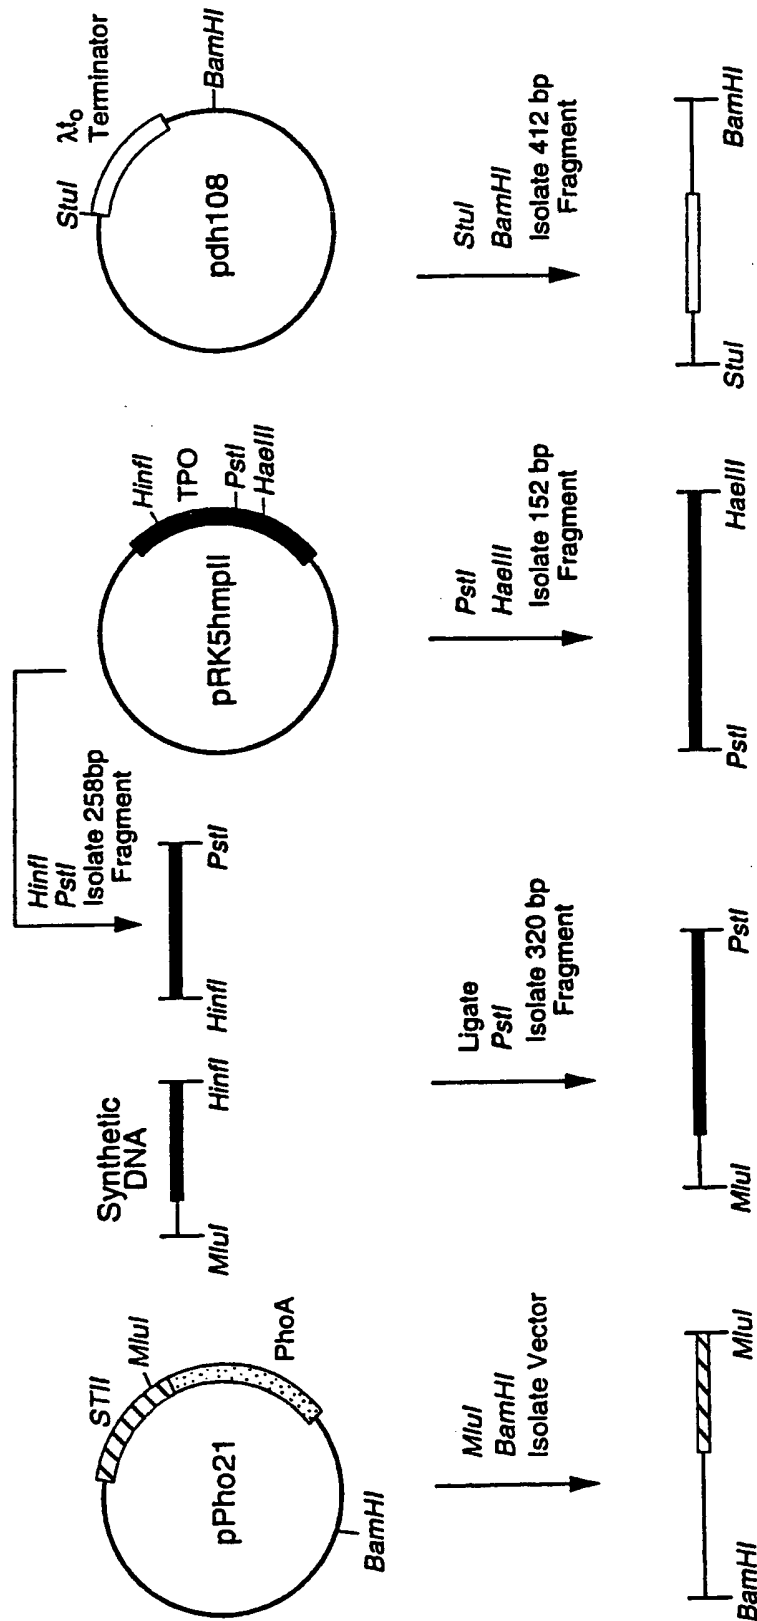 STII
MluI
PhoA
pPho21
BamHI
MluI
BamHI
Isolate Vector
BamHI
MluI
Synthetic
DNA
MluI
HinfI
HinfI
PstI
Isolate 258bp
Fragment
HinfI
PstI
Ligate
PstI
Isolate 320 bp
Fragment
MluI
PstI
HinfI
TPO
PstI
HaeIII
pRK5hmplI
PstI
HaeIII
Isolate 152 bp
Fragment
PstI
HaeIII
StuI
λto
Terminator
BamHI
pdh108
StuI
BamHI
Isolate 412 bp
Fragment
StuI
BamHI